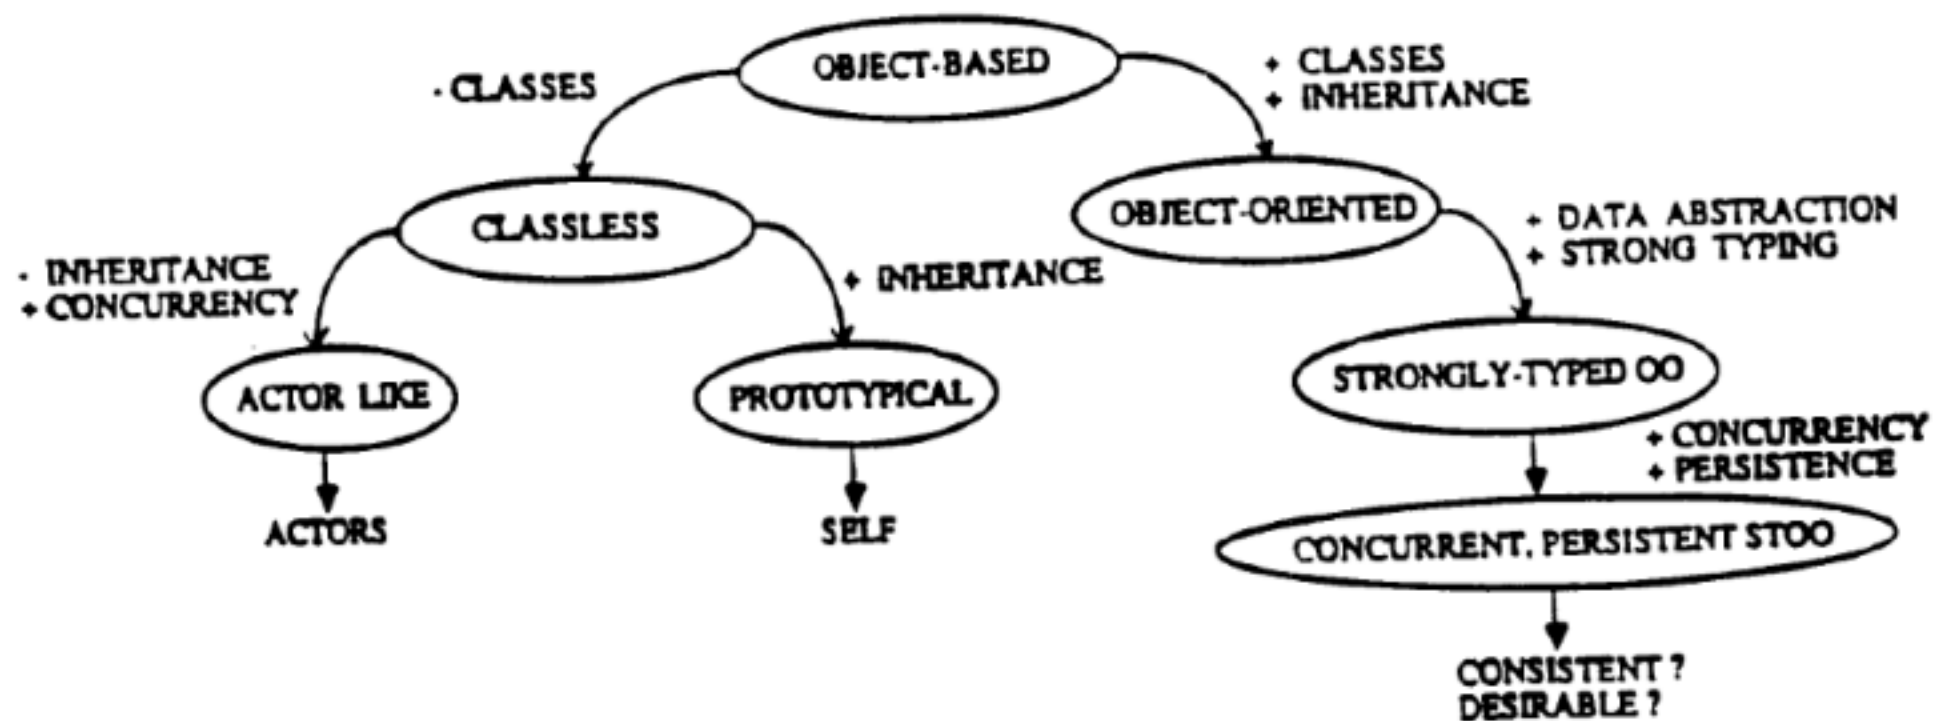 OBJECT-BASED
- CLASSES
+ CLASSES
+ INHERITANCE
CLASSLESS
OBJECT-ORIENTED
- INHERITANCE
+ CONCURRENCY
+ INHERITANCE
+ DATA ABSTRACTION
+ STRONG TYPING
ACTOR LIKE
PROTOTYPICAL
STRONGLY-TYPED OO
+ CONCURRENCY
+ PERSISTENCE
ACTORS
SELF
CONCURRENT, PERSISTENT STOO
CONSISTENT ?
DESIRABLE ?